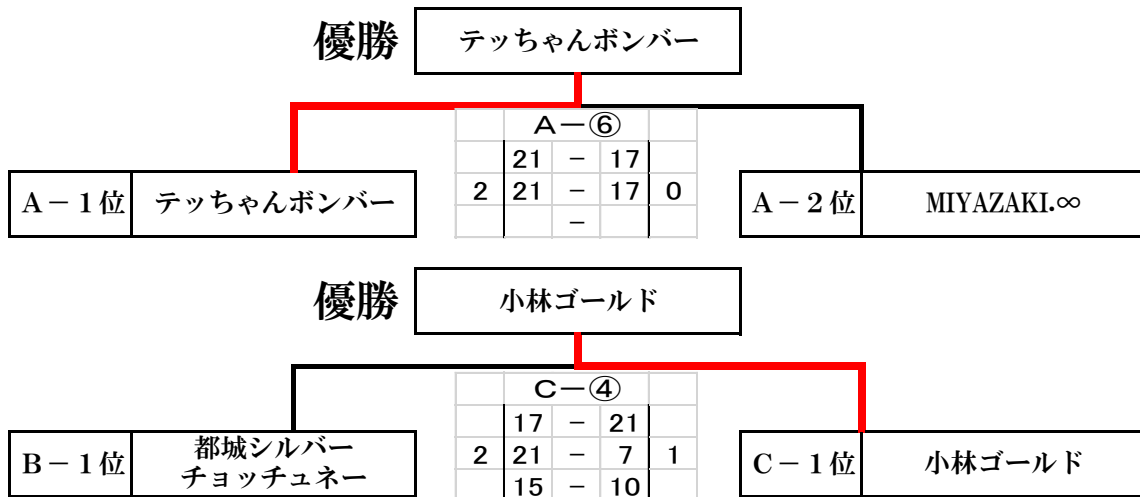 優勝 テッちゃんボンバー
A－⑥
21 － 17
A－1位 テッちゃんボンバー 2 21 － 17 0 A－2位 MIYAZAKI.∞
－
優勝 小林ゴールド
C－④
17 － 21
B－1位 都城シルバー
チョッチュネー 2 21 － 7 1 C－1位 小林ゴールド
15 － 10